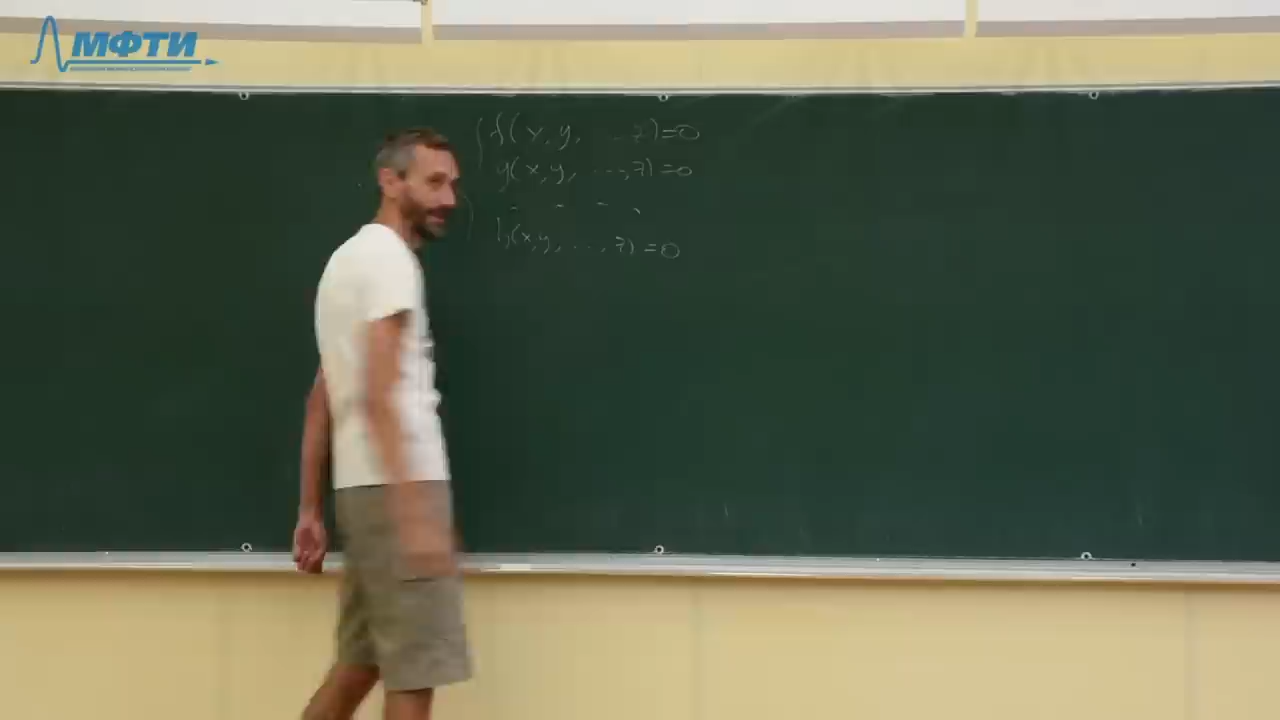 МФТИ
f(x,y, ...,z)=0
g(x,y, ...,z)=0
- - - -
h(x,y, ..., z)=0